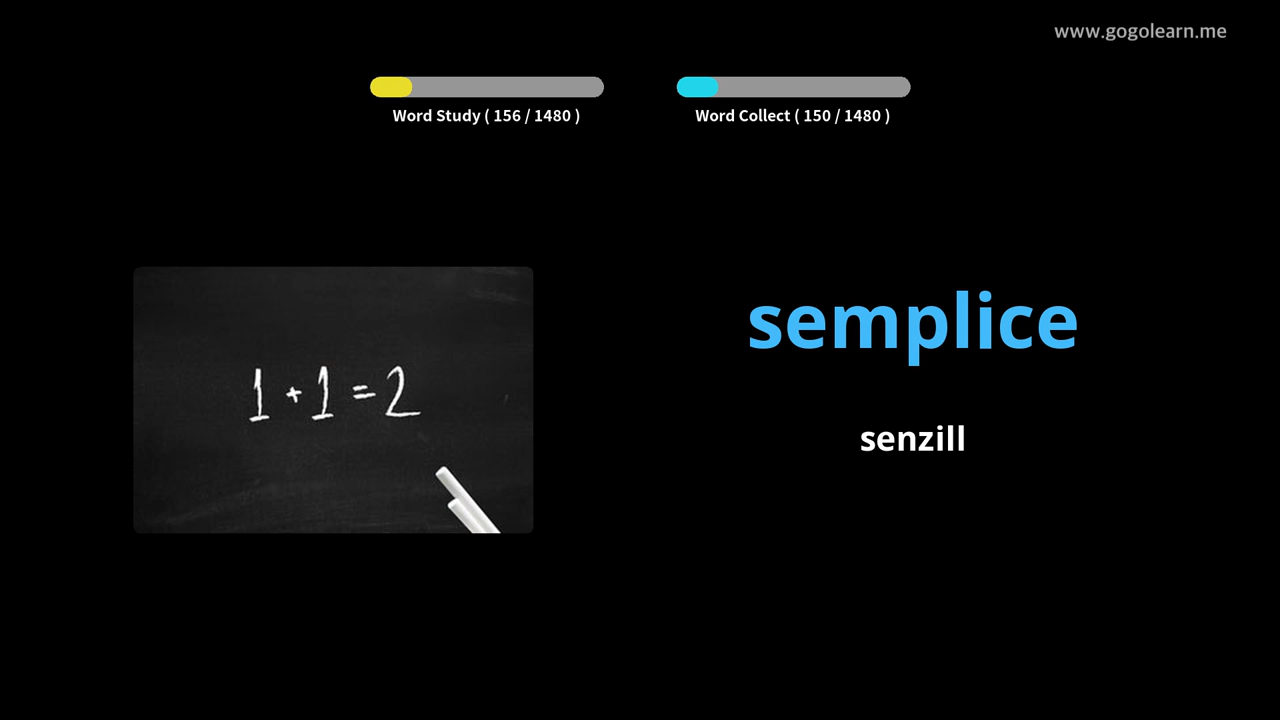 www.gogolearn.me
Word Study ( 156 / 1480 )
Word Collect ( 150 / 1480 )
1 + 1 = 2
semplice
senzill